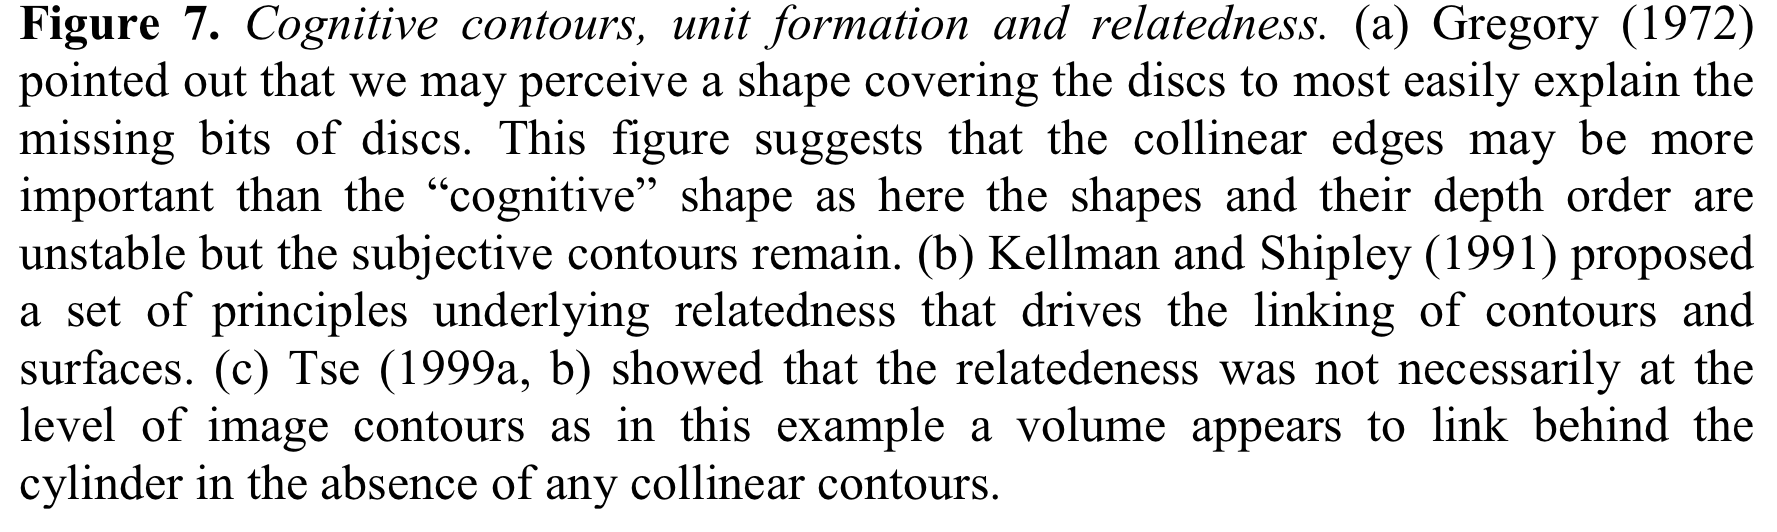 Figure 7. Cognitive contours, unit formation and relatedness. (a) Gregory (1972)
pointed out that we may perceive a shape covering the discs to most easily explain the
missing bits of discs. This figure suggests that the collinear edges may be more
important than the “cognitive” shape as here the shapes and their depth order are
unstable but the subjective contours remain. (b) Kellman and Shipley (1991) proposed
a set of principles underlying relatedness that drives the linking of contours and
surfaces. (c) Tse (1999a, b) showed that the relatedeness was not necessarily at the
level of image contours as in this example a volume appears to link behind the
cylinder in the absence of any collinear contours.